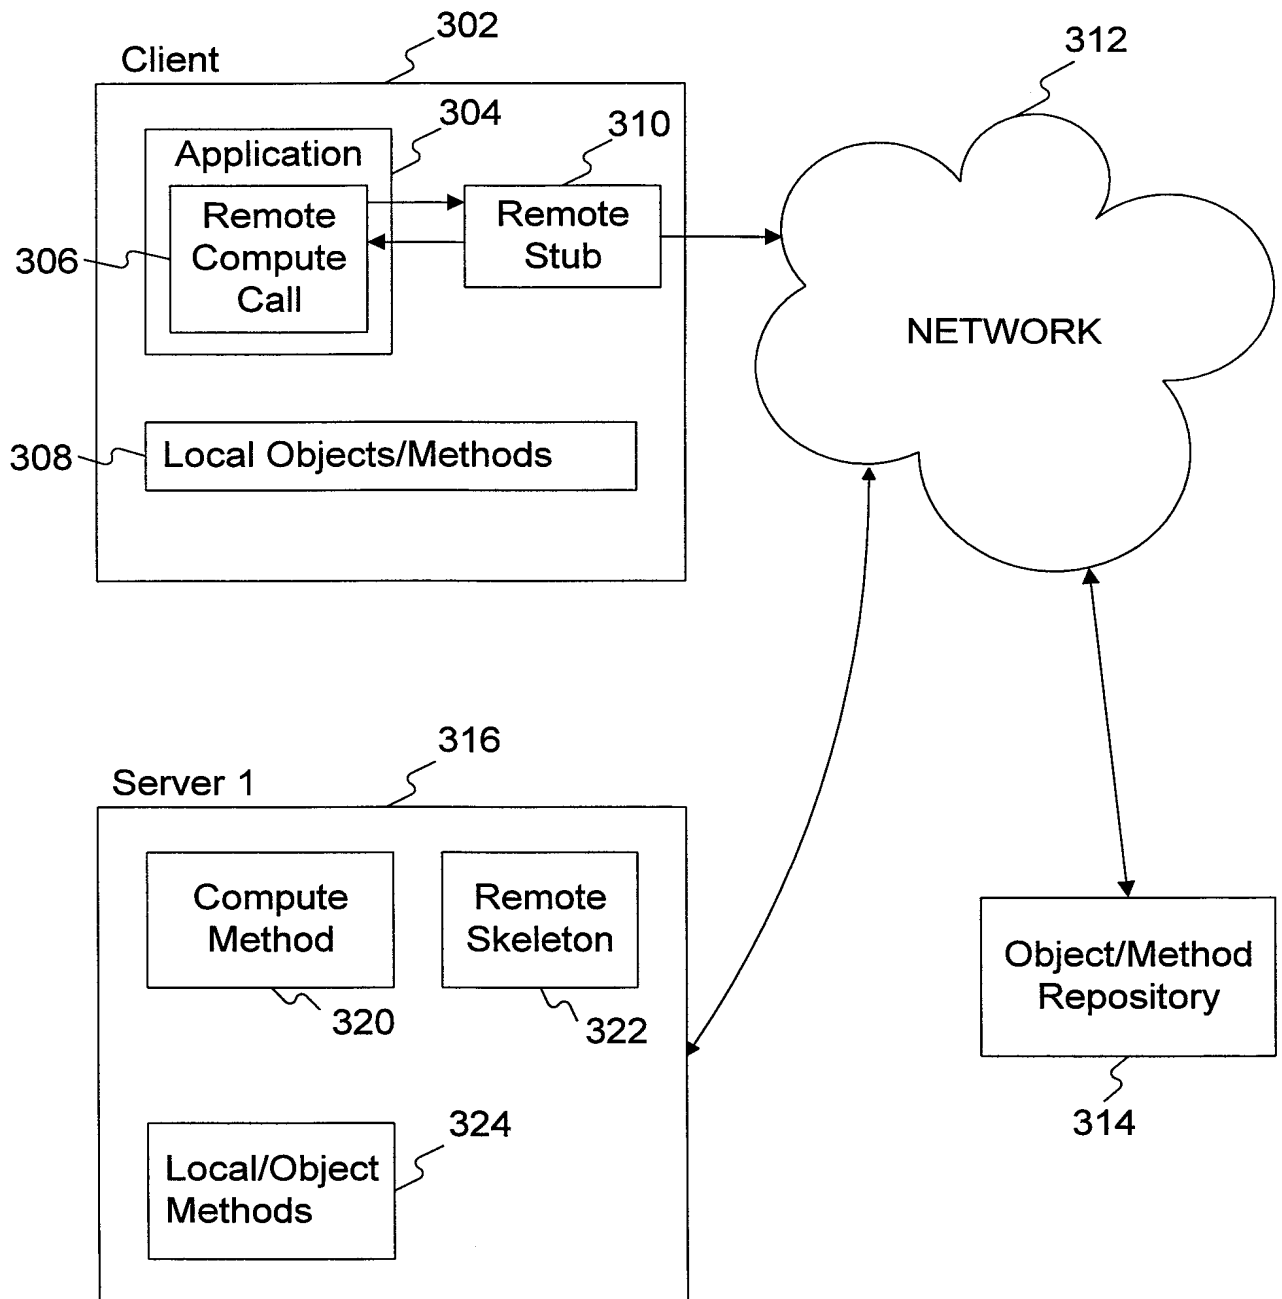 302
Client
312
304
310
Application
Remote
Compute
Call
Remote
Stub
306
NETWORK
308
Local Objects/Methods
316
Server 1
Compute
Method
Remote
Skeleton
320
322
Object/Method
Repository
314
324
Local/Object
Methods